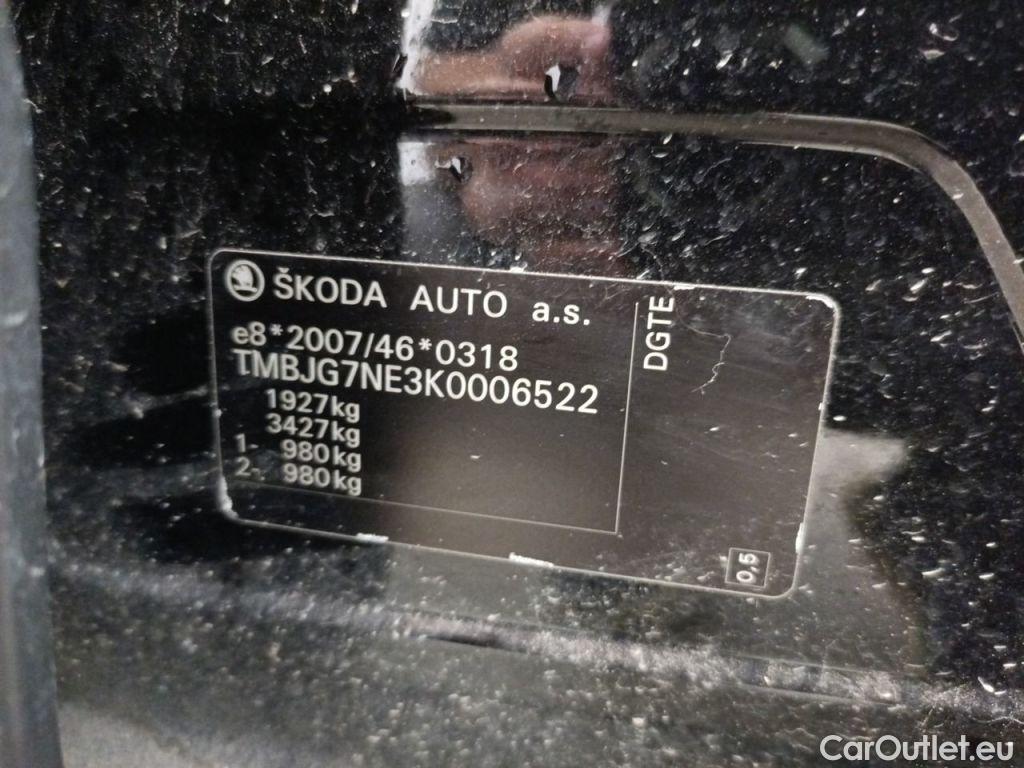 ŠKODA AUTO a.s.
e8*2007/46*0318
TMBJG7NE3K0006522
1927kg
3427kg
1- 980kg
2- 980kg
DGTE
0,5
CarOutlet.eu